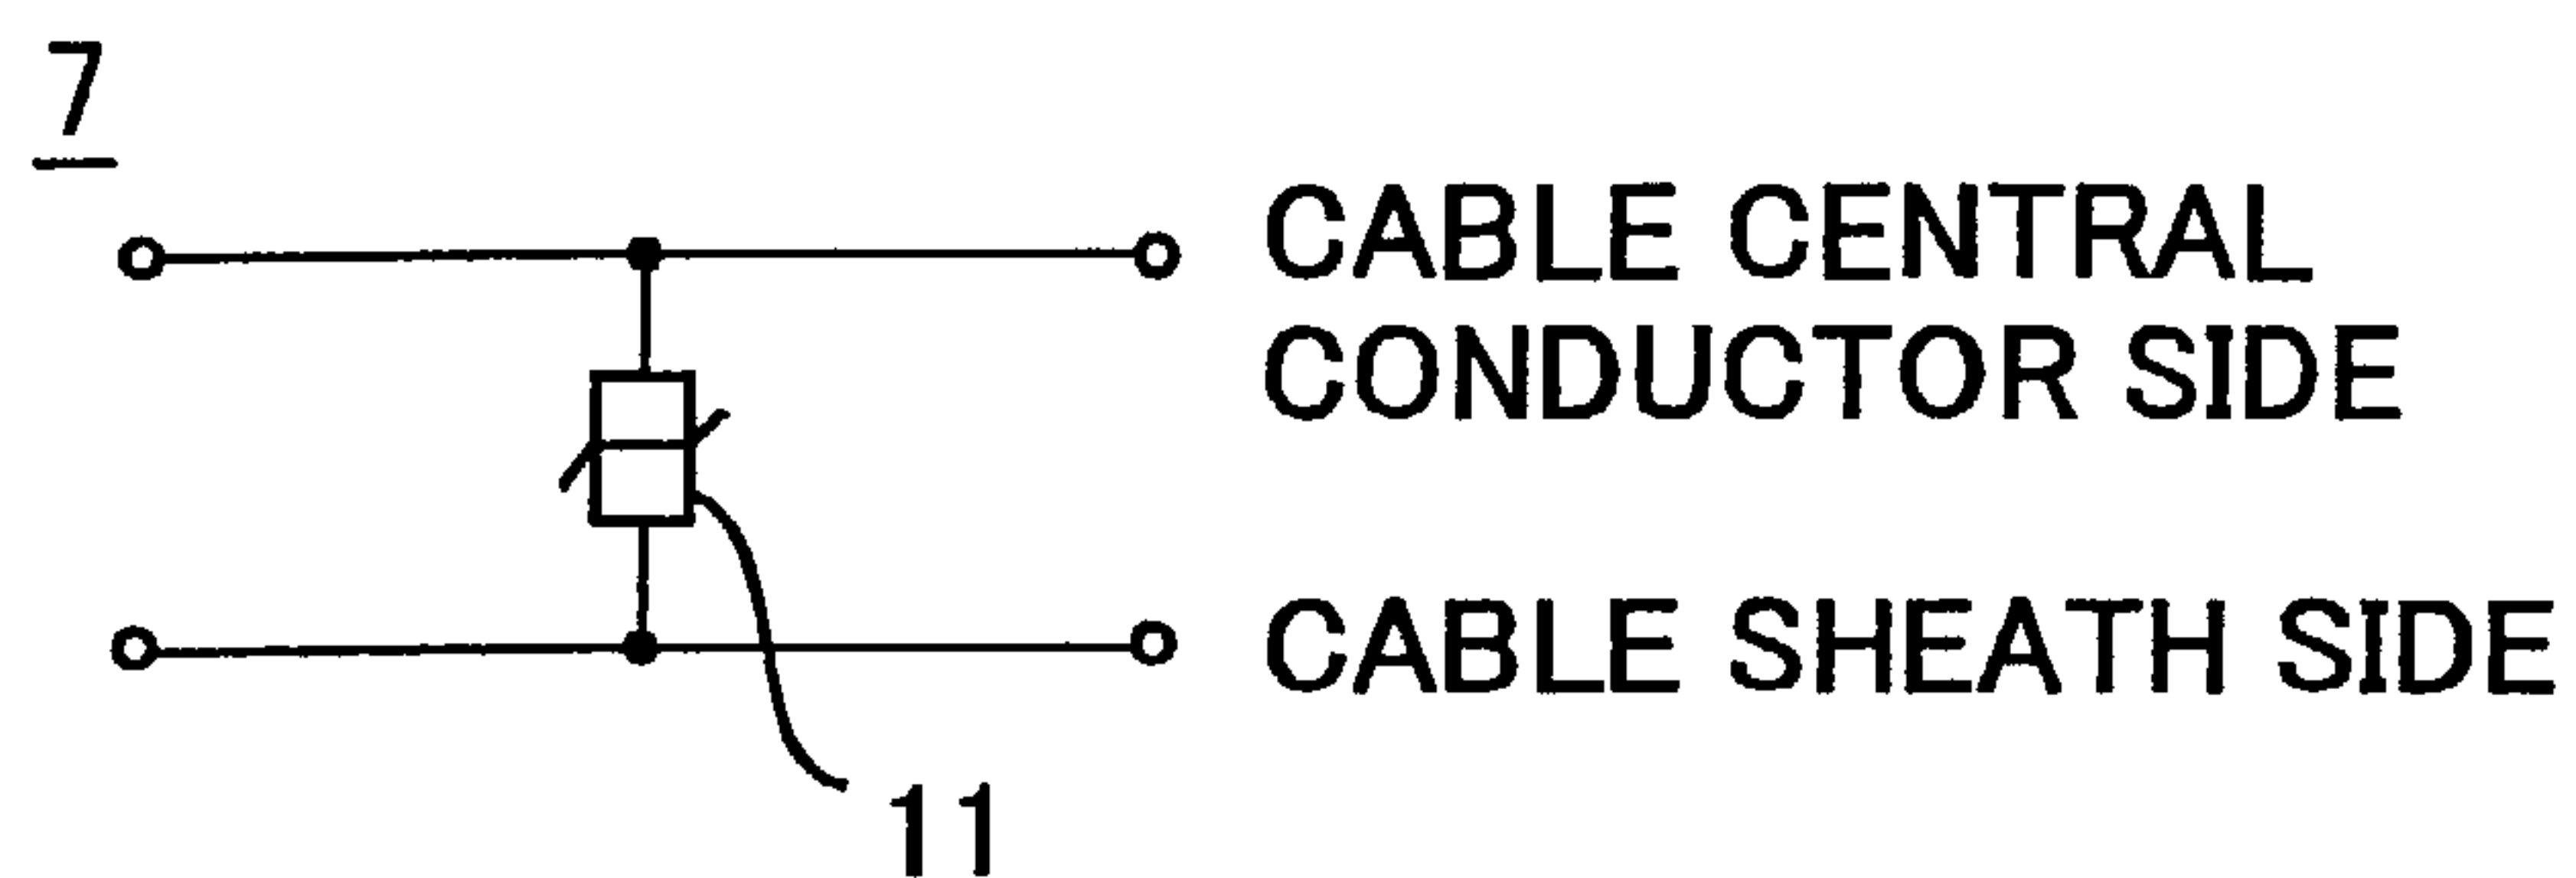 7
CABLE CENTRAL
CONDUCTOR SIDE
CABLE SHEATH SIDE
11